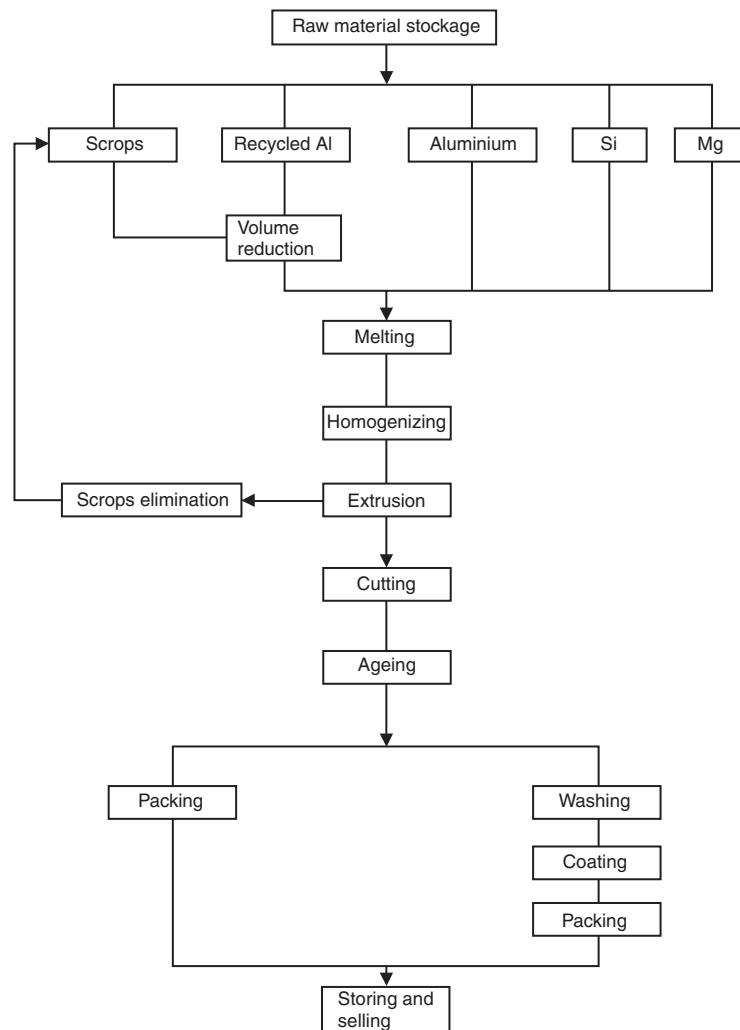 Raw material stockage
Scrops
Recycled Al
Aluminium
Si
Mg
Volume
reduction
Melting
Homogenizing
Scrops elimination
Extrusion
Cutting
Ageing
Packing
Washing
Coating
Packing
Storing and
selling